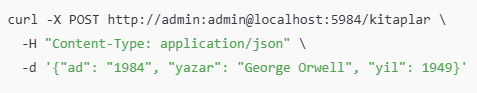 curl -X POST http://admin:admin@localhost:5984/kitaplar \
  -H "Content-Type: application/json" \
  -d '{"ad": "1984", "yazar": "George Orwell", "yil": 1949}'